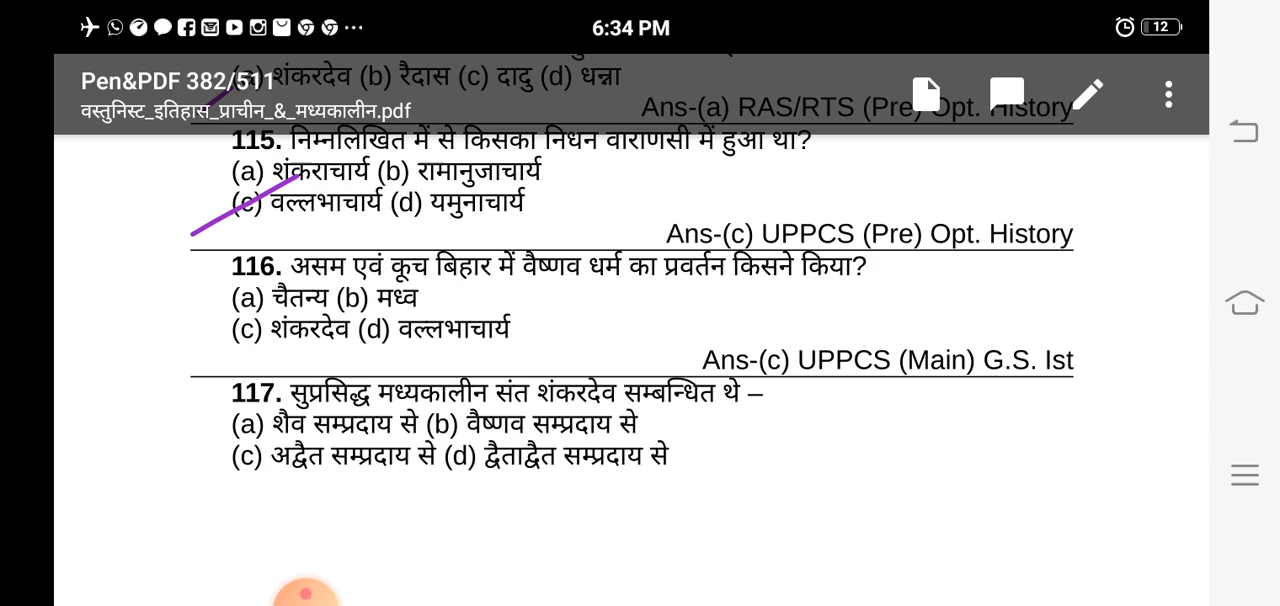 6:34 PM
12
Pen&PDF 382/511
वस्तुनिस्ट_इतिहास_प्राचीन_&_मध्यकालीन.pdf
(a) शंकरदेव (b) रैदास (c) दादु (d) धन्ना
Ans-(a) RAS/RTS (Pre) Opt. History
115. निम्नलिखित में से किसका निधन वाराणसी में हुआ था?
(a) शंकराचार्य (b) रामानुजाचार्य
(c) वल्लभाचार्य (d) यमुनाचार्य
Ans-(c) UPPCS (Pre) Opt. History
116. असम एवं कूच बिहार में वैष्णव धर्म का प्रवर्तन किसने किया?
(a) चैतन्य (b) मध्व
(c) शंकरदेव (d) वल्लभाचार्य
Ans-(c) UPPCS (Main) G.S. Ist
117. सुप्रसिद्ध मध्यकालीन संत शंकरदेव सम्बन्धित थे –
(a) शैव सम्प्रदाय से (b) वैष्णव सम्प्रदाय से
(c) अद्वैत सम्प्रदाय से (d) द्वैताद्वैत सम्प्रदाय से